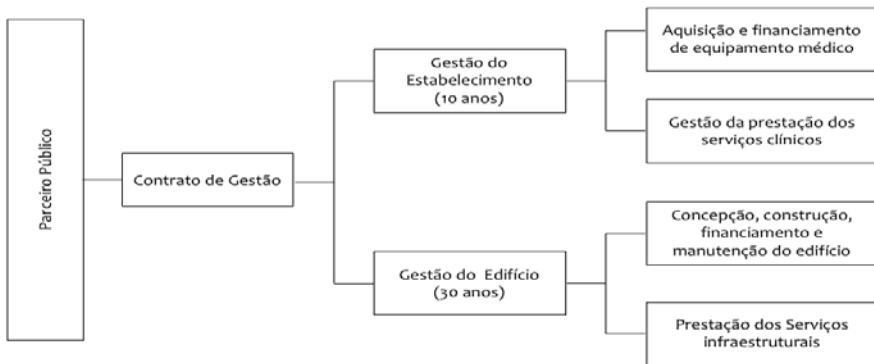 Parceiro Público
Contrato de Gestão
Gestão do
Estabelecimento
(10 anos)
Aquisição e financiamento
de equipamento médico
Gestão da prestação dos
serviços clínicos
Gestão do Edifício
(30 anos)
Concepção, construção,
financiamento e
manutenção do edifício
Prestação dos Serviços
infraestruturais